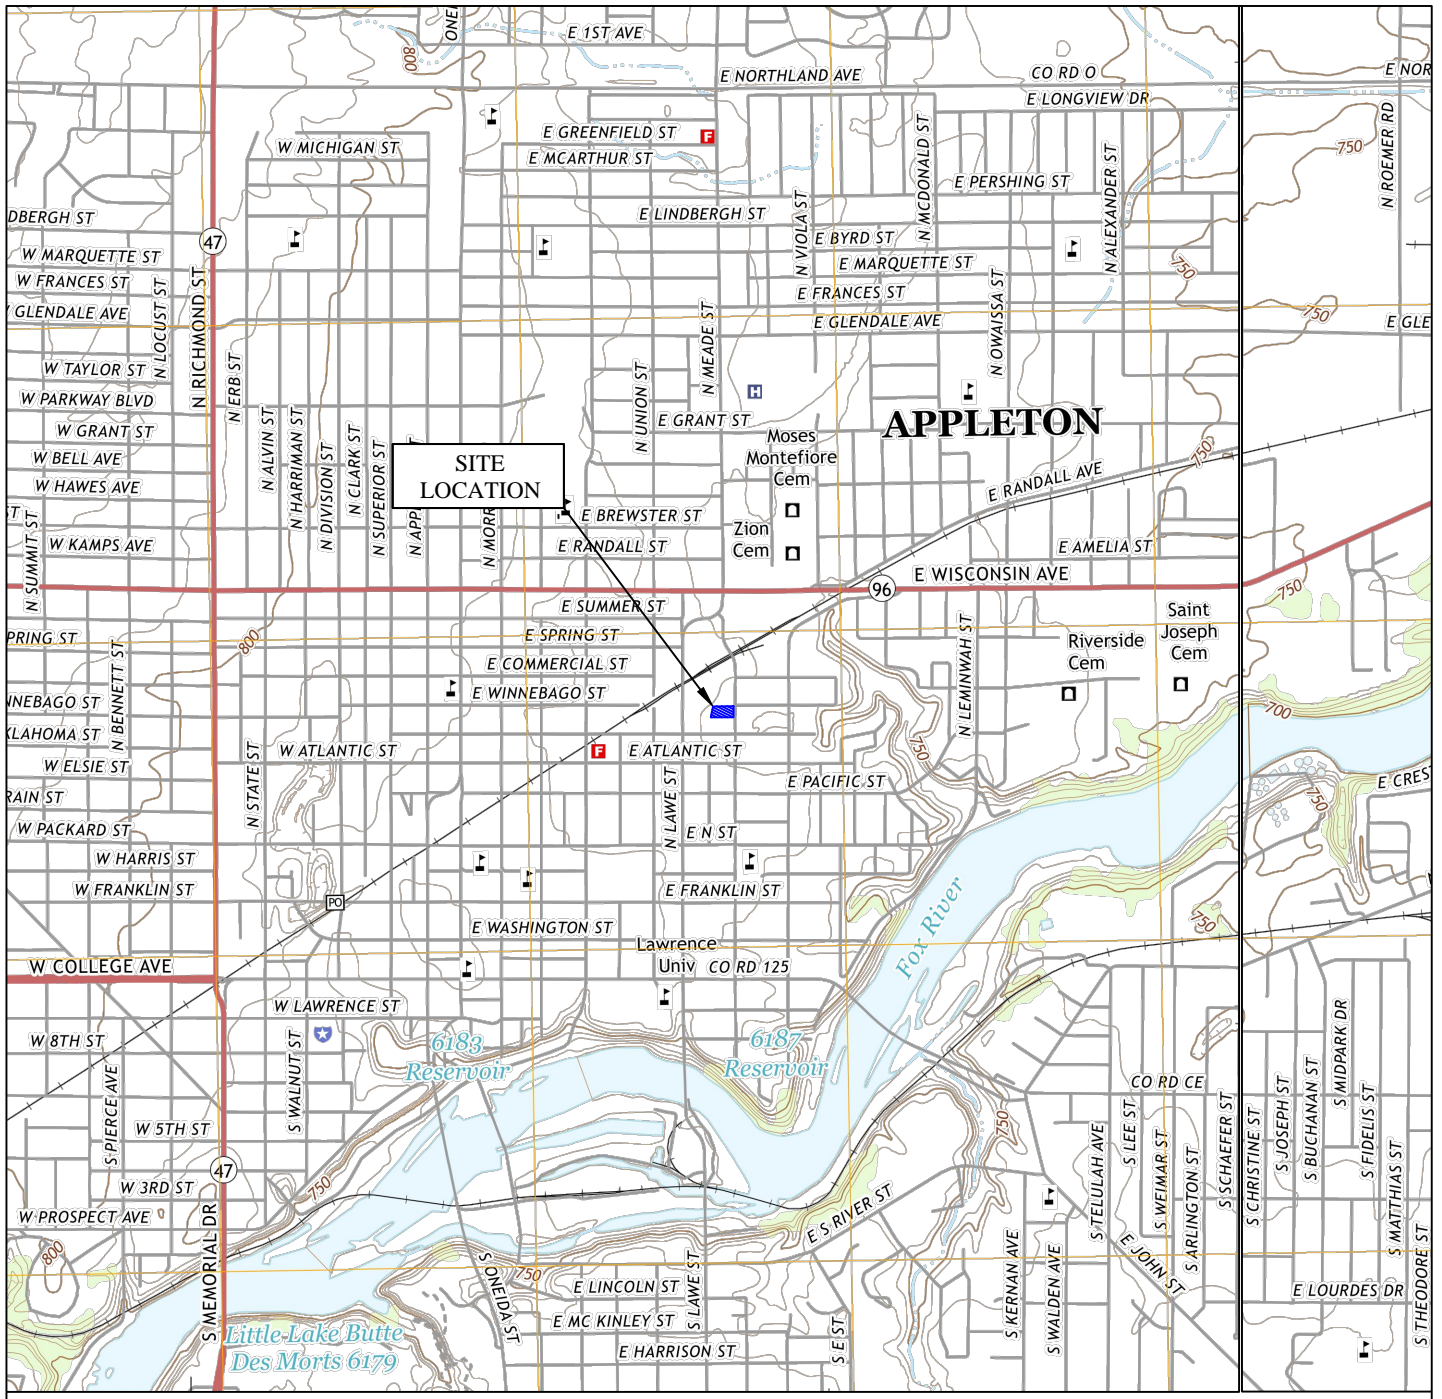 ONEI
E 1ST AVE
800
E NORTHLAND AVE
CO RD O
E NOR
E LONGVIEW DR
E GREENFIELD ST
F
W MICHIGAN ST
E MCARTHUR ST
750
N MCDONALD ST
N ALEXANDER ST
N ROEMER RD
E PERSHING ST
DBERGH ST
E LINDBERGH ST
N VIOLA ST
47
E BYRD ST
W MARQUETTE ST
E MARQUETTE ST
750
W FRANCES ST
E FRANCES ST
N LOCUST ST
N RICHMOND ST
GLENDALE AVE
E GLENDALE AVE
750
E GLE
N OWAISSA ST
N MEADE ST
W TAYLOR ST
N ERB ST
W PARKWAY BLVD
H
N UNION ST
E GRANT ST
APPLETON
W GRANT ST
Moses
Montefiore
Cem
W BELL AVE
N ALVIN ST
N HARRIMAN ST
N DIVISION ST
N CLARK ST
N SUPERIOR ST
N APP
T
N MORR
SITE
LOCATION
750
E RANDALL AVE
W HAWES AVE
ST
E BREWSTER ST
Zion
Cem
W KAMPS AVE
E RANDALL ST
E AMELIA ST
N SUMMIT ST
E WISCONSIN AVE
96
750
E SUMMER ST
Saint
Joseph
Cem
PRING ST
800
E SPRING ST
Riverside
Cem
N LEMINWAH ST
E COMMERCIAL ST
N BENNETT ST
NNEBAGO ST
E WINNEBAGO ST
700
KLAHOMA ST
W ATLANTIC ST
F
E ATLANTIC ST
750
W ELSIE ST
N STATE ST
E PACIFIC ST
E CREST
RAIN ST
N LAWE ST
750
W PACKARD ST
E N ST
W HARRIS ST
W FRANKLIN ST
E FRANKLIN ST
PO
750
E WASHINGTON ST
Fox River
Lawrence
Univ
CO RD 125
W COLLEGE AVE
W LAWRENCE ST
W 8TH ST
6183
Reservoir
6187
Reservoir
S WALNUT ST
S MIDPARK DR
CO RD CE
S PIERCE AVE
W 5TH ST
750
S TELULAH AVE
S LEE ST
S WEIMAR ST
S ARLINGTON ST
S SCHAEFER ST
S CHRISTINE ST
S JOSEPH ST
S BUCHANAN ST
S FIDELIS ST
S MATTHIAS ST
S THEODORE ST
47
W 3RD ST
750
W PROSPECT AVE
E S RIVER ST
800
S MEMORIAL DR
S ONEIDA ST
750
E LINCOLN ST
S LAWE ST
S KERNAN AVE
S WALDEN AVE
E JOHN ST
E LOURDES DR
E MC KINLEY ST
S E ST
Little Lake Butte
Des Morts 6179
E HARRISON ST